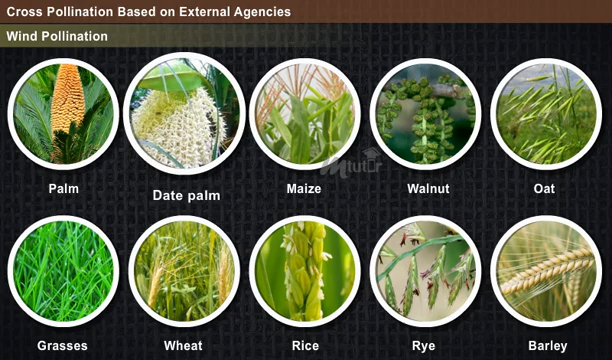 Cross Pollination Based on External Agencies
Wind Pollination
Palm
Date palm
Maize
Walnut
Oat
mtutor
Grasses
Wheat
Rice
Rye
Barley